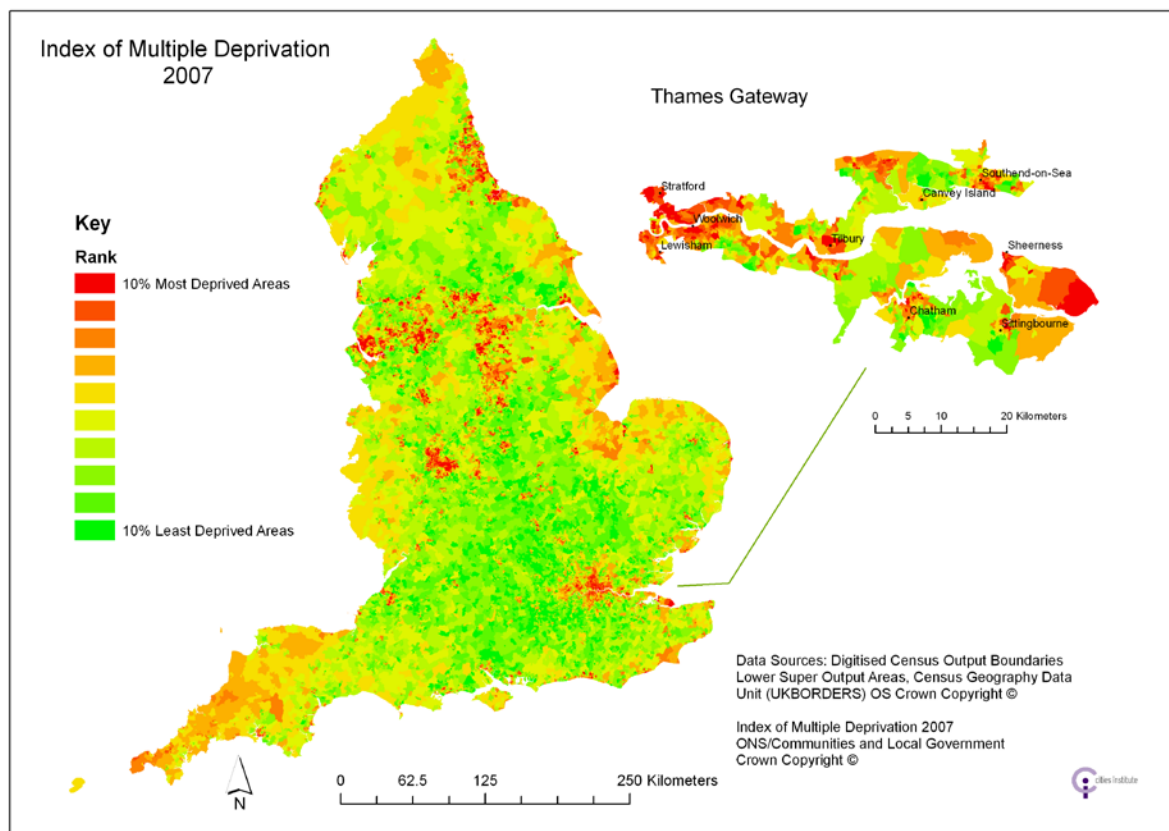 Index of Multiple Deprivation
2007
Thames Gateway
Stratford
Woolwich
Lewisham
Tilbury
Southend-on-Sea
Canvey Island
Sheerness
Chatham
Sittingbourne
0 5 10 20 Kilometers
Key
Rank
10% Most Deprived Areas
10% Least Deprived Areas
Data Sources: Digitised Census Output Boundaries
Lower Super Output Areas, Census Geography Data
Unit (UKBORDERS) OS Crown Copyright ©
Index of Multiple Deprivation 2007
ONS/Communities and Local Government
Crown Copyright ©
N
0 62.5 125 250 Kilometers
cities institute